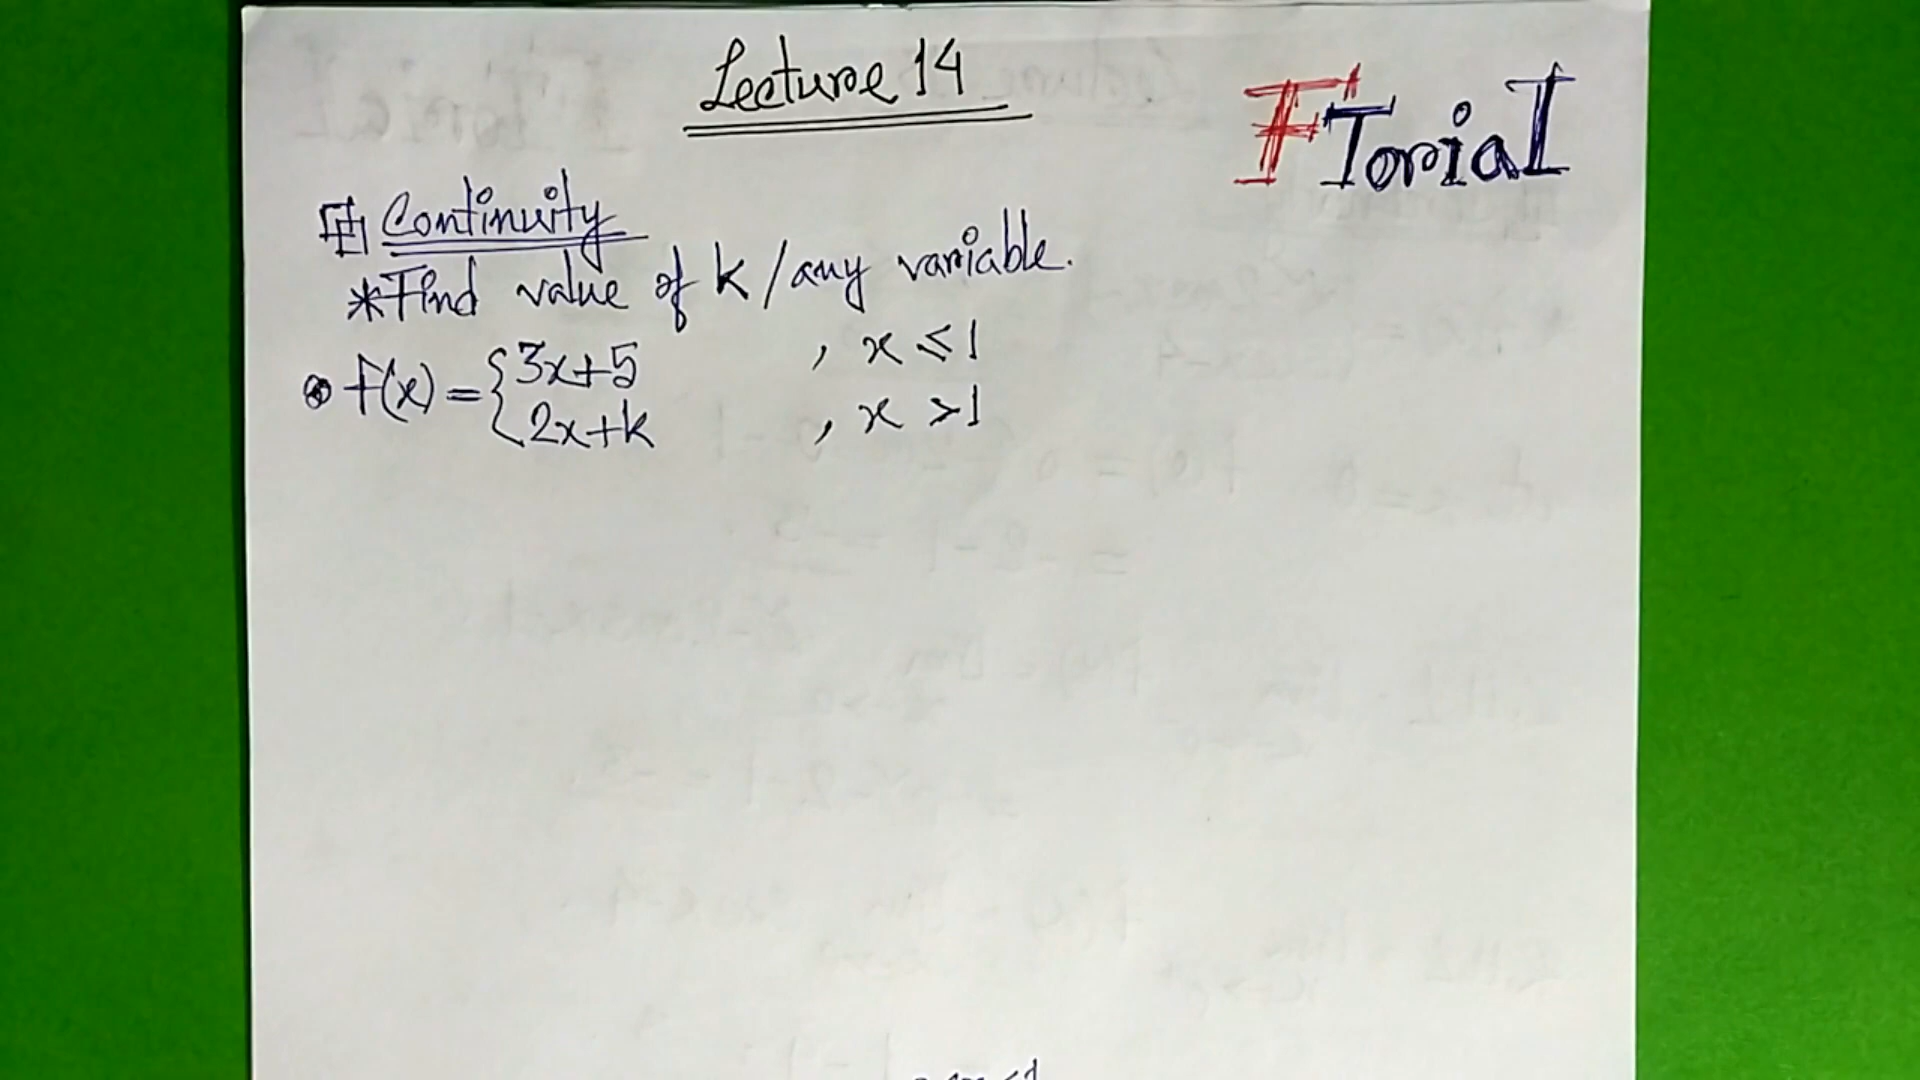 Lecture 14
FTorial
Continuity
*Find value of k/any variable.
f(x) = { 3x+5 , x ≤ 1
2x+k , x > 1